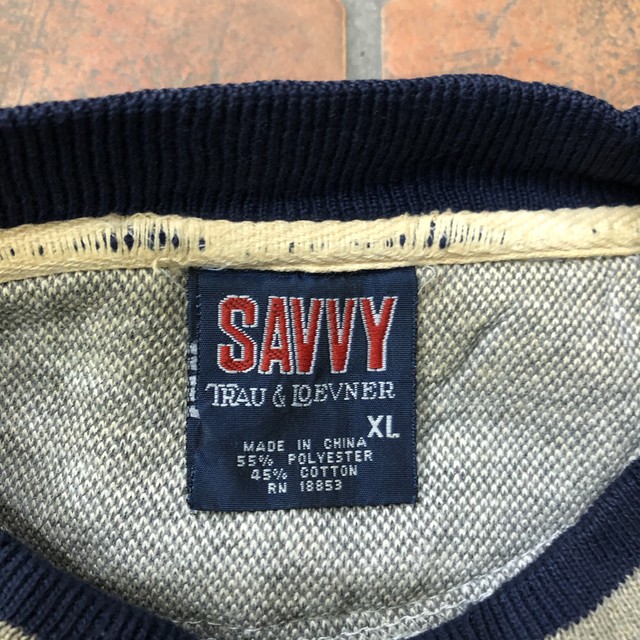 SAVVY
TRAU & LOEVNER
XL
MADE IN CHINA
55% POLYESTER
45% COTTON
RN 18853